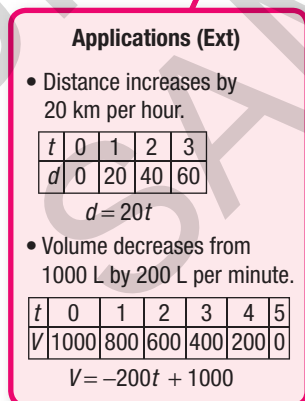 Applications (Ext)
• Distance increases by
20 km per hour.
t 0 1 2 3
d 0 20 40 60
d = 20t
• Volume decreases from
1000 L by 200 L per minute.
t 0 1 2 3 4 5
V 1000 800 600 400 200 0
V = –200t + 1000